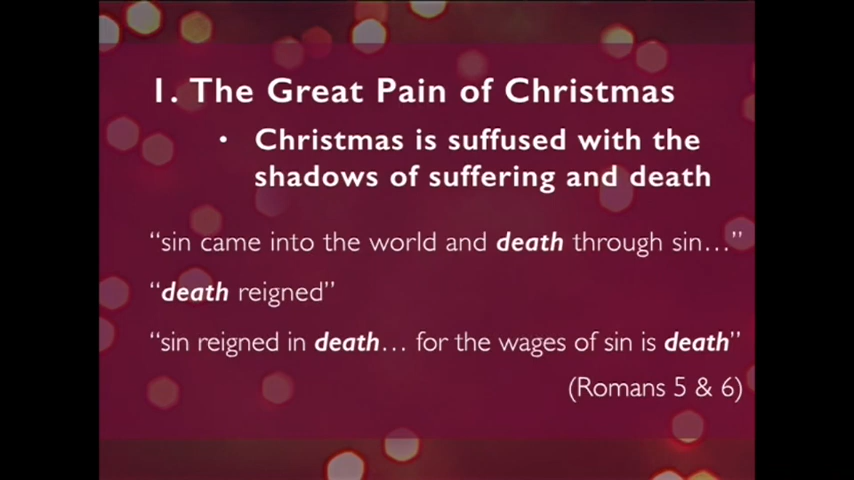 1. The Great Pain of Christmas
• Christmas is suffused with the
shadows of suffering and death
“sin came into the world and death through sin…”
“death reigned”
“sin reigned in death… for the wages of sin is death”
(Romans 5 & 6)